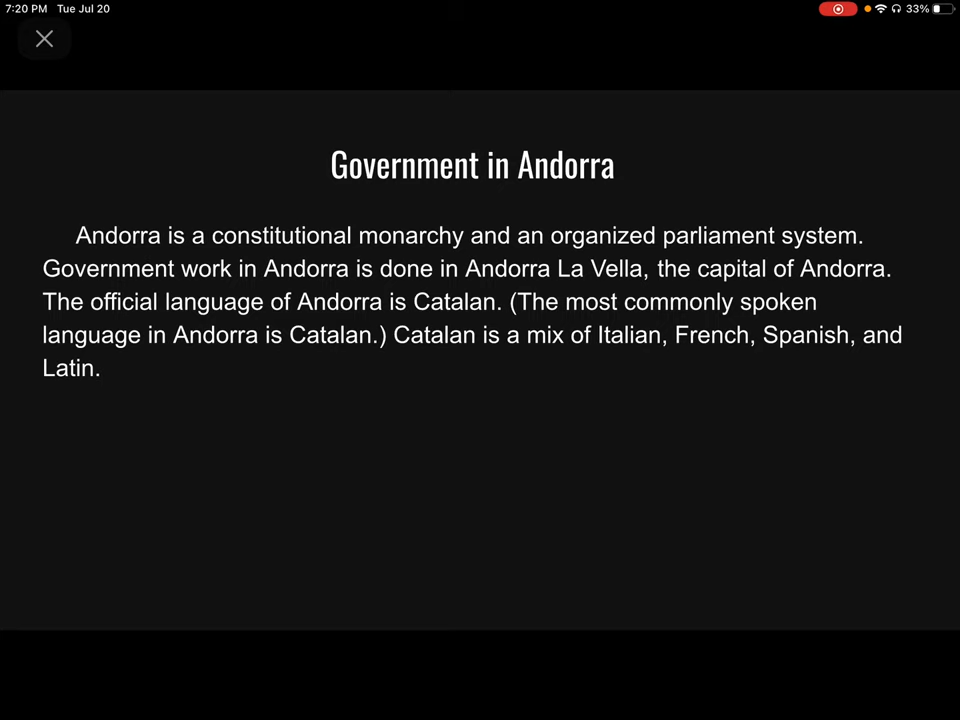 7:20 PM Tue Jul 20
33%
Government in Andorra
Andorra is a constitutional monarchy and an organized parliament system.
Government work in Andorra is done in Andorra La Vella, the capital of Andorra.
The official language of Andorra is Catalan. (The most commonly spoken
language in Andorra is Catalan.) Catalan is a mix of Italian, French, Spanish, and
Latin.